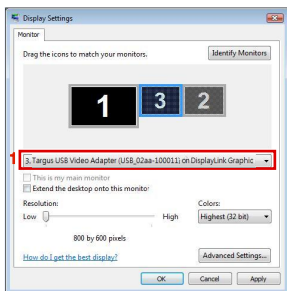 Display Settings
Monitor
Drag the icons to match your monitors.
Identify Monitors
1
3
2
1
3. Targus USB Video Adapter (USB_02aa-100011) on DisplayLink Graphic
This is my main monitor
Extend the desktop onto this monitor
Resolution:
Colors:
Low
High
Highest (32 bit)
800 by 600 pixels
How do I get the best display?
Advanced Settings...
OK
Cancel
Apply